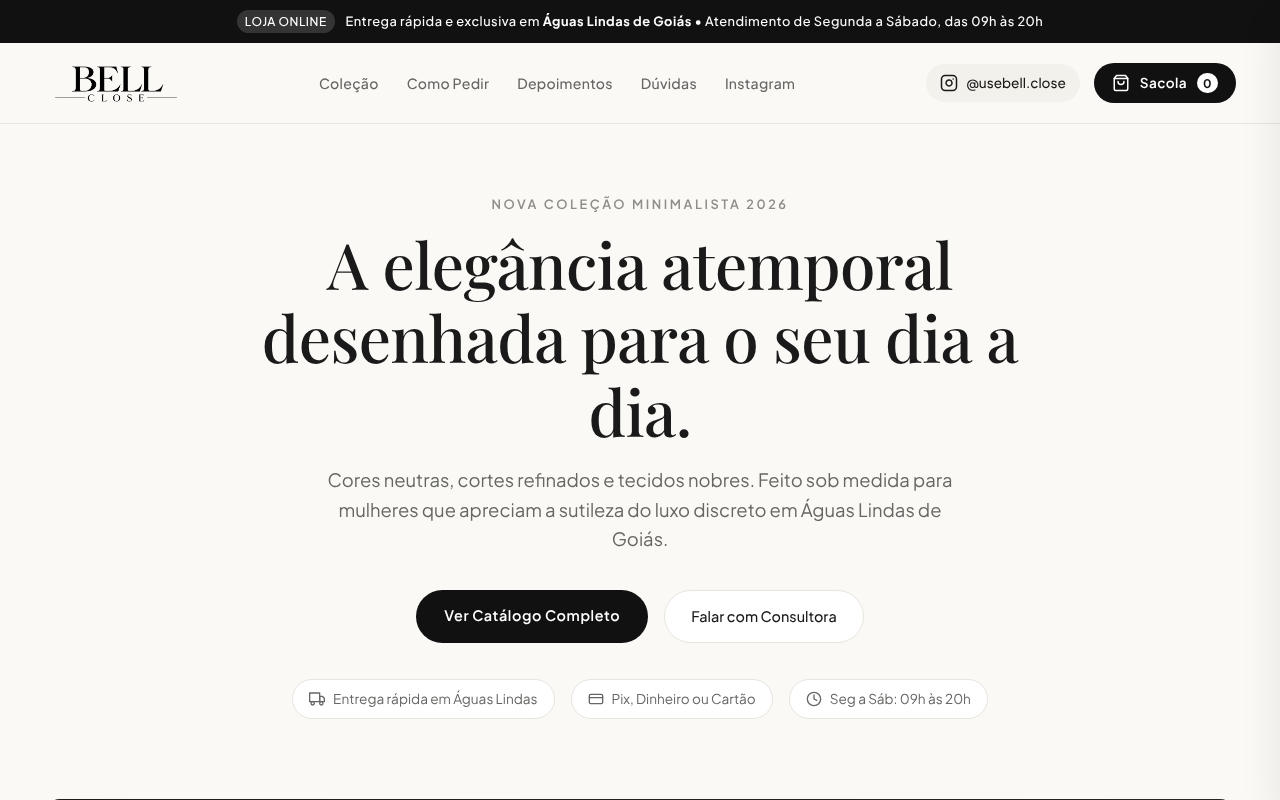 LOJA ONLINE Entrega rápida e exclusiva em Águas Lindas de Goiás • Atendimento de Segunda a Sábado, das 09h às 20h
BELL
CLOSE
Coleção Como Pedir Depoimentos Dúvidas Instagram
@usebell.close
Sacola 0
NOVA COLEÇÃO MINIMALISTA 2026
A elegância atemporal
desenhada para o seu dia a
dia.
Cores neutras, cortes refinados e tecidos nobres. Feito sob medida para
mulheres que apreciam a sutileza do luxo discreto em Águas Lindas de
Goiás.
Ver Catálogo Completo
Falar com Consultora
Entrega rápida em Águas Lindas
Pix, Dinheiro ou Cartão
Seg a Sáb: 09h às 20h